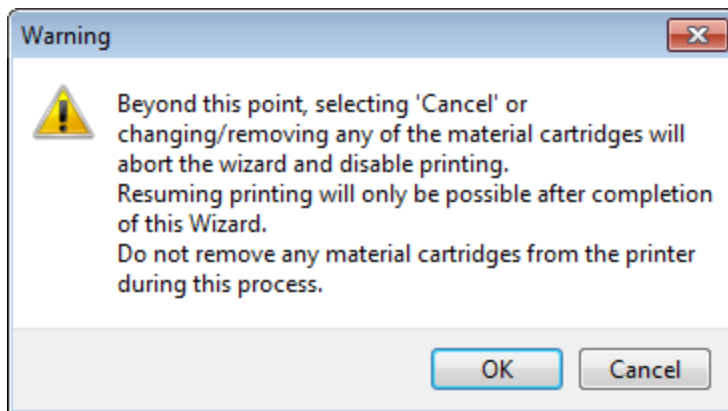 Warning
Beyond this point, selecting 'Cancel' or
changing/removing any of the material cartridges will
abort the wizard and disable printing.
Resuming printing will only be possible after completion
of this Wizard.
Do not remove any material cartridges from the printer
during this process.
OK
Cancel